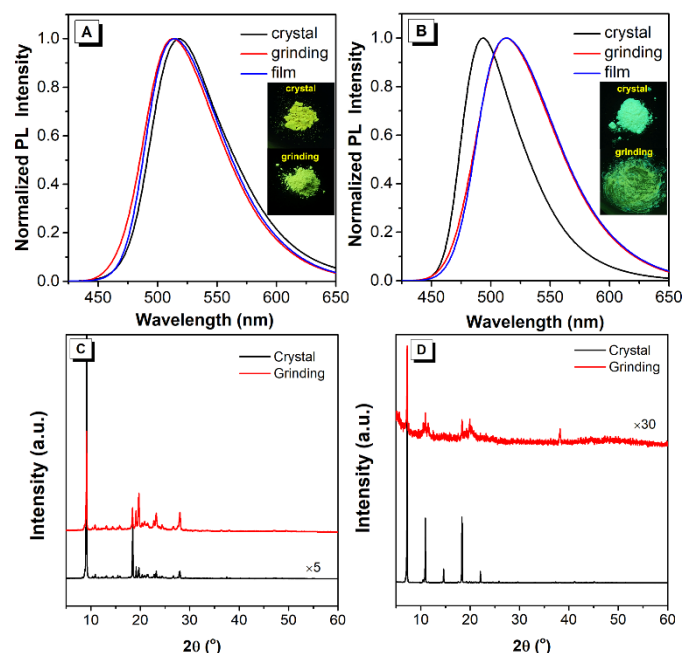 A
crystal
grinding
film
crystal
grinding
Normalized PL Intensity
1.0
0.8
0.6
0.4
0.2
0.0
450 500 550 600 650
Wavelength (nm)
B
crystal
grinding
film
crystal
grinding
Normalized PL Intensity
1.0
0.8
0.6
0.4
0.2
0.0
425 450 500 550 600 650
Wavelength (nm)
C
Crystal
Grinding
×5
Intensity (a.u.)
10 20 30 40 50 60
2θ (°)
D
Crystal
Grinding
×30
Intensity (a.u.)
10 20 30 40 50 60
2θ (°)